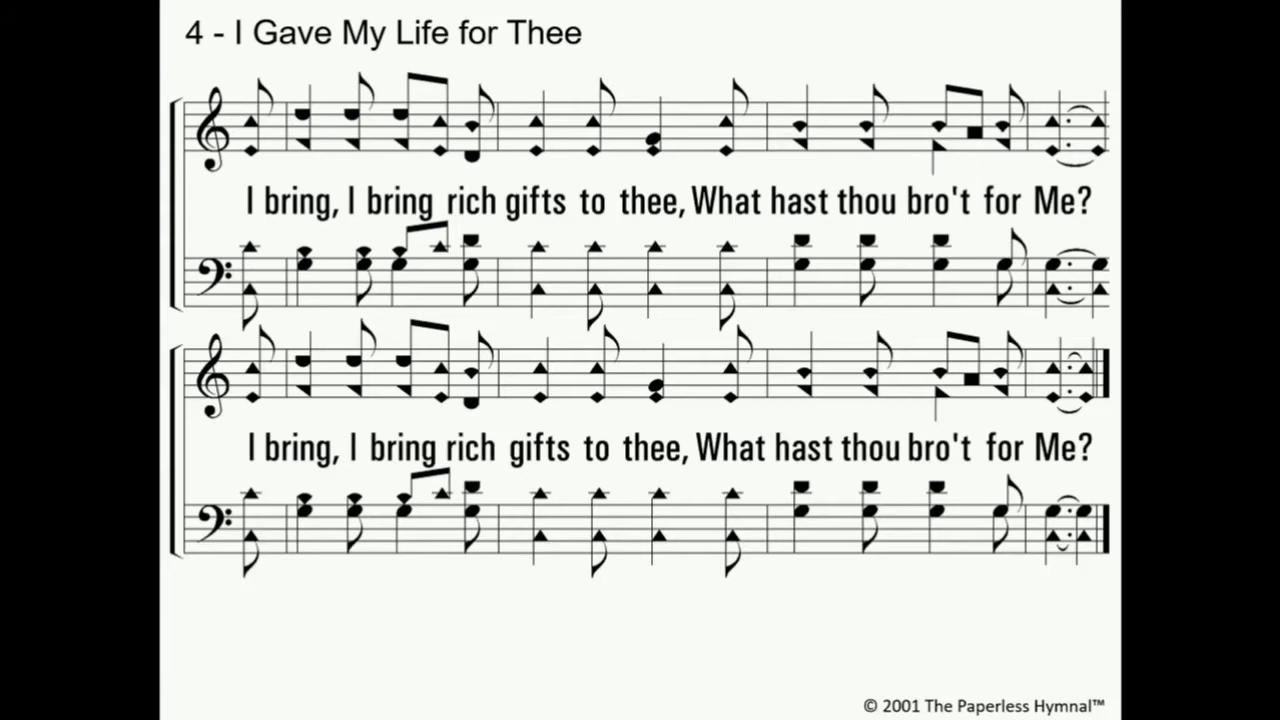 4 - I Gave My Life for Thee
I bring, I bring rich gifts to thee, What hast thou bro't for Me?
I bring, I bring rich gifts to thee, What hast thou bro't for Me?
© 2001 The Paperless Hymnal™